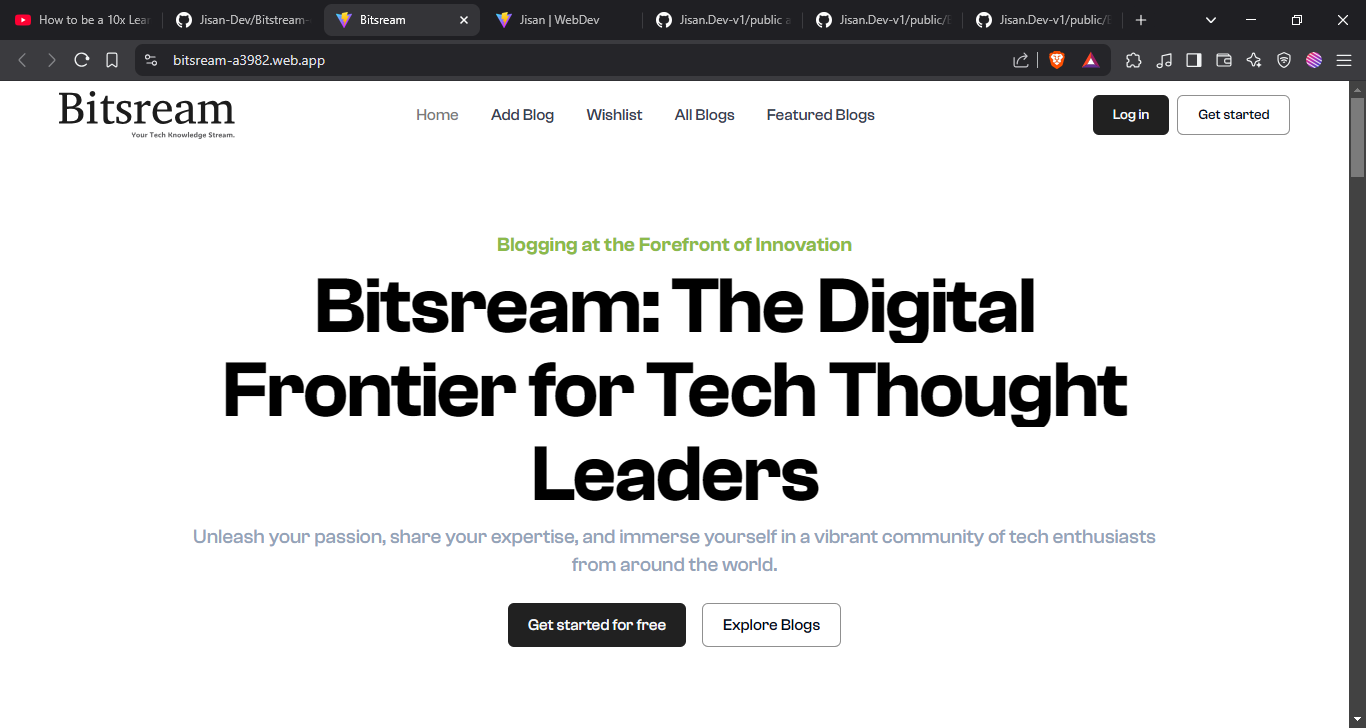 How to be a 10x Lear
Jisan-Dev/Bitstream-
Bitsream
Jisan | WebDev
Jisan.Dev-v1/public a
Jisan.Dev-v1/public/
Jisan.Dev-v1/public/
bitsream-a3982.web.app
Bitsream
Your Tech Knowledge Stream.
Home
Add Blog
Wishlist
All Blogs
Featured Blogs
Log in
Get started
Blogging at the Forefront of Innovation
Bitsream: The Digital
Frontier for Tech Thought
Leaders
Unleash your passion, share your expertise, and immerse yourself in a vibrant community of tech enthusiasts
from around the world.
Get started for free
Explore Blogs